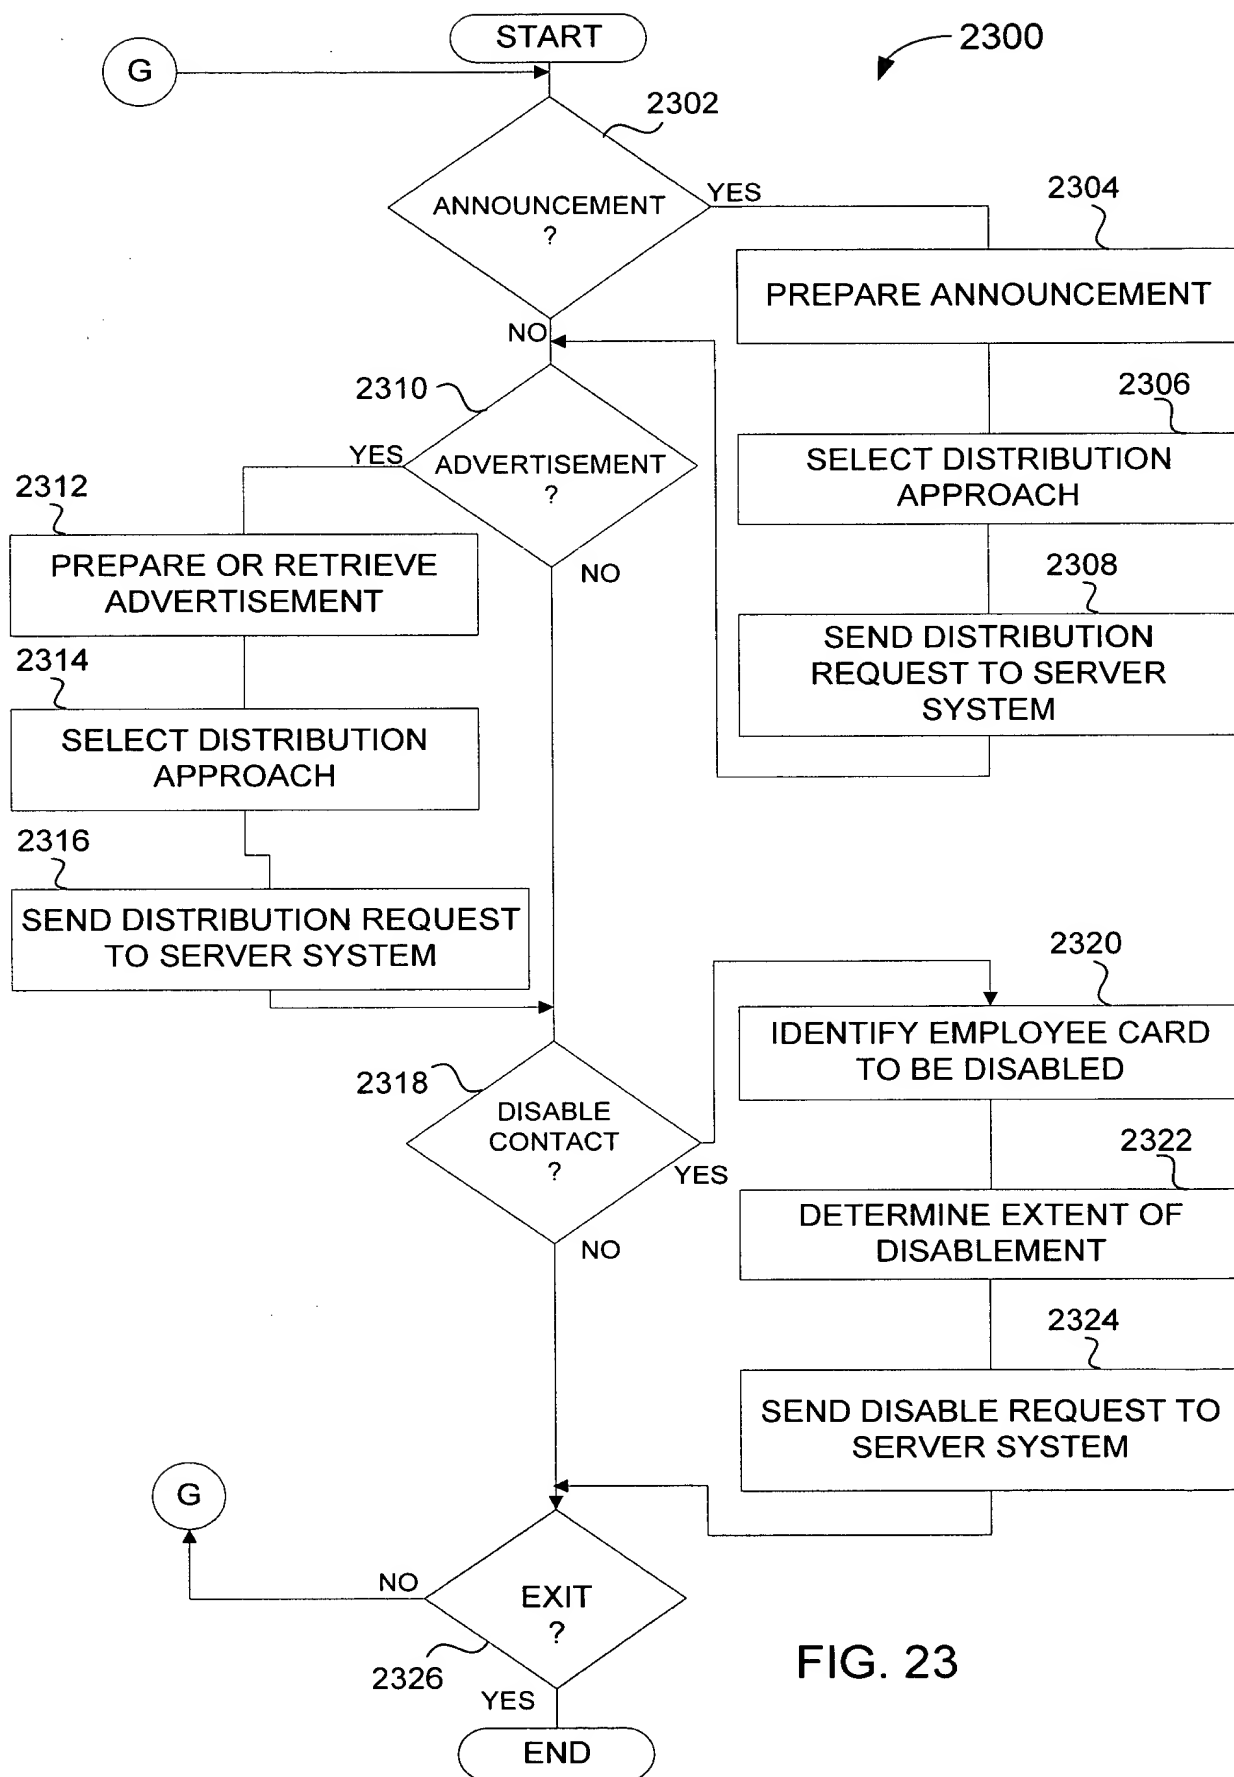 START
2300
G
2302
ANNOUNCEMENT
?
YES
2304
PREPARE ANNOUNCEMENT
NO
2306
SELECT DISTRIBUTION
APPROACH
2310
YES
ADVERTISEMENT
?
2312
PREPARE OR RETRIEVE
ADVERTISEMENT
NO
2308
SEND DISTRIBUTION
REQUEST TO SERVER
SYSTEM
2314
SELECT DISTRIBUTION
APPROACH
2316
SEND DISTRIBUTION REQUEST
TO SERVER SYSTEM
2320
IDENTIFY EMPLOYEE CARD
TO BE DISABLED
2318
DISABLE
CONTACT
?
YES
2322
DETERMINE EXTENT OF
DISABLEMENT
NO
2324
SEND DISABLE REQUEST TO
SERVER SYSTEM
G
NO
EXIT
?
2326
YES
FIG. 23
END